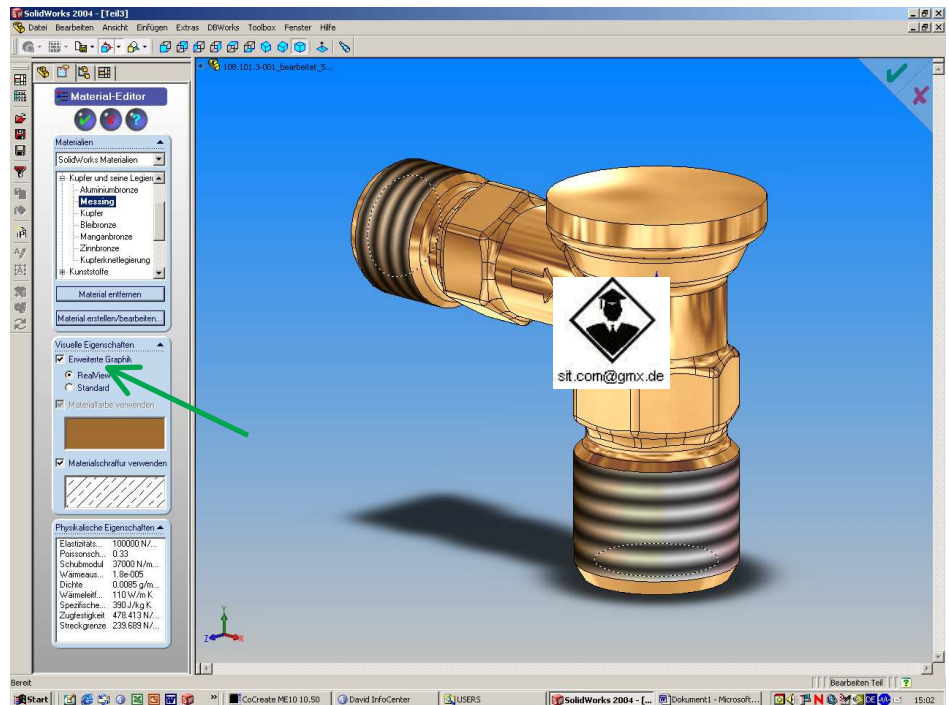 SolidWorks 2004 - [Teil3]
Datei Bearbeiten Ansicht Einfügen Extras DBWorks Toolbox Fenster Hilfe
108.101.3-001_bearbeitet_S...
Material-Editor
Materialien
SolidWorks Materialien
Kupfer und seine Legieru
Aluminiumbronze
Messing
Kupfer
Bleibronze
Manganbronze
Zinnbronze
Kupferknetlegierung
Kunststoffe
Material entfernen
Material erstellen/bearbeiten...
Visuelle Eigenschaften
Erweiterte Graphik
RealView
Standard
Materialfarbe verwenden
Materialschraffur verwenden
Physikalische Eigenschaften
Elastizitäts... 100000 N/...
Poissonsch... 0.33
Schubmodul 37000 N/m...
Wärmeaus... 1.8e-005
Dichte 0.0085 g/m...
Wärmeleitf... 110 W/m K
Spezifische... 390 J/kg K
Zugfestigkeit 478.413 N/...
Streckgrenze 239.689 N/...
sit.com@gmx.de
Y
Z X
Bereit
Bearbeiten Teil
Start CoCreate ME10 10.50 David InfoCenter USERS SolidWorks 2004 - [... Dokument1 - Microsoft... DE 15:02